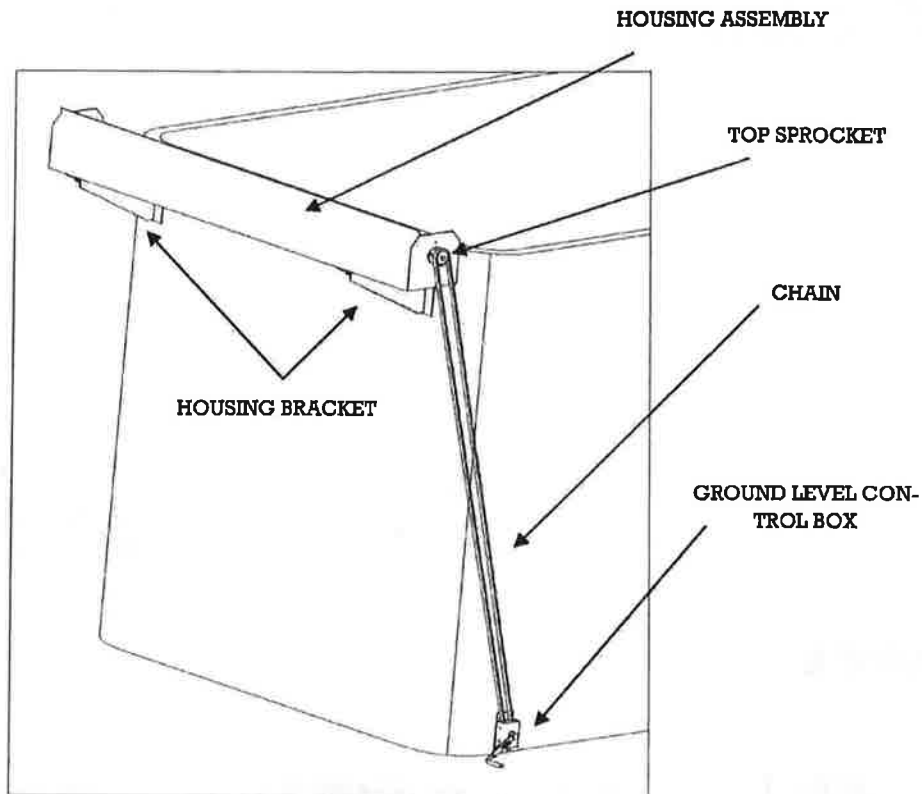 HOUSING ASSEMBLY
TOP SPROCKET
CHAIN
HOUSING BRACKET
GROUND LEVEL CON-
TROL BOX